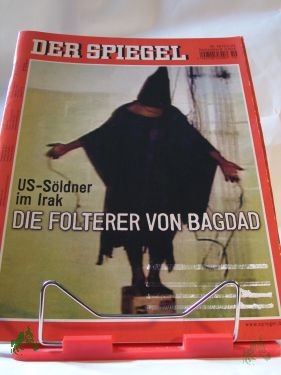 DER SPIEGEL
US-Söldner
im Irak
DIE FOLTERER VON BAGDAD